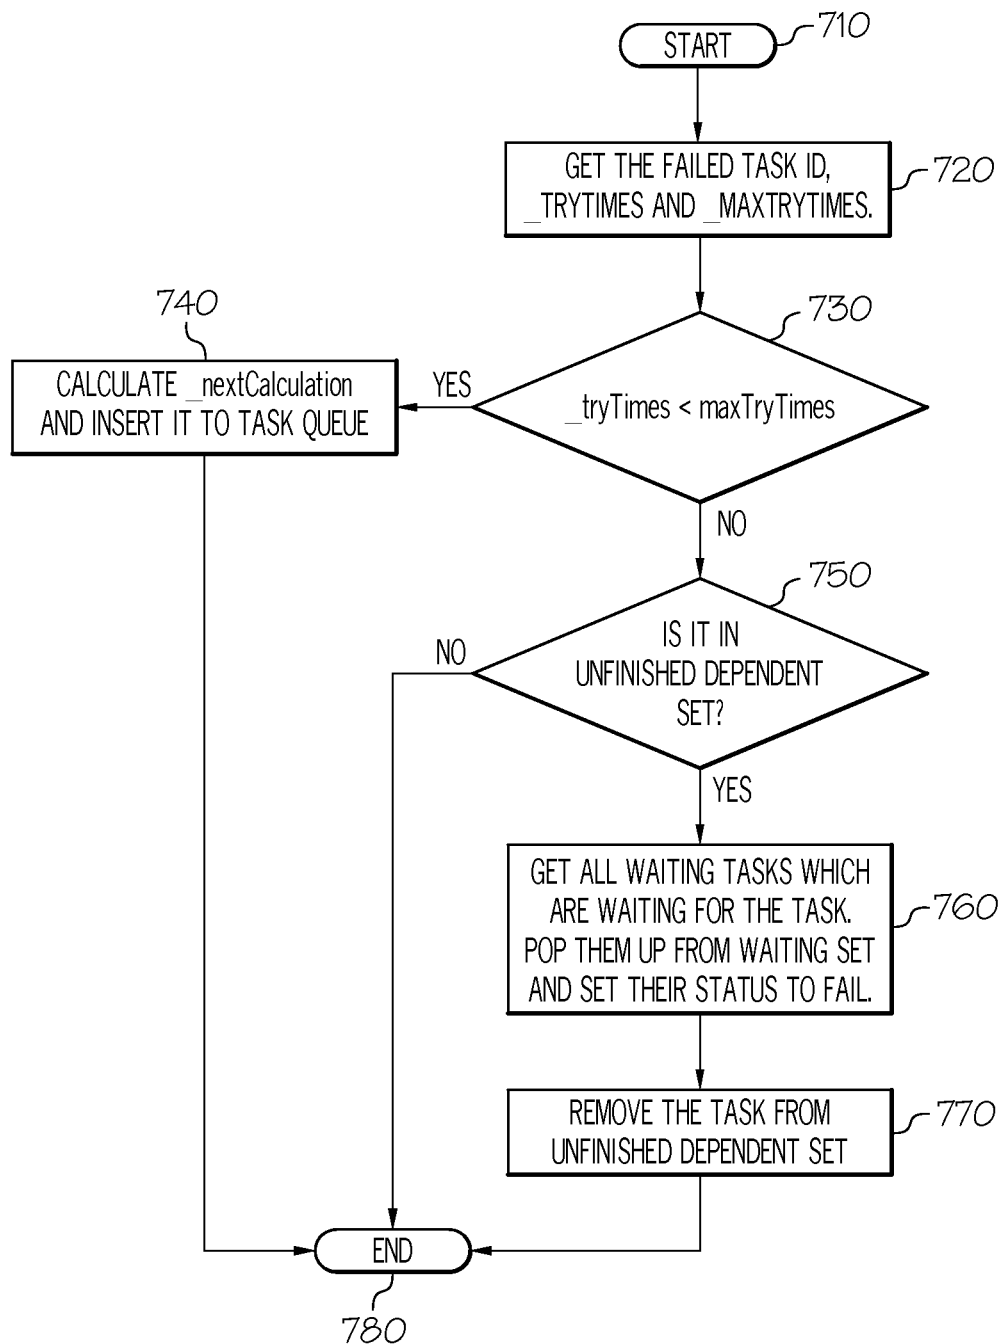 START
710
GET THE FAILED TASK ID,
_TRYTIMES AND _MAXTRYTIMES.
720
730
_tryTimes < maxTryTimes
YES
740
CALCULATE _nextCalculation
AND INSERT IT TO TASK QUEUE
NO
750
IS IT IN
UNFINISHED DEPENDENT
SET?
NO
YES
GET ALL WAITING TASKS WHICH
ARE WAITING FOR THE TASK.
POP THEM UP FROM WAITING SET
AND SET THEIR STATUS TO FAIL.
760
REMOVE THE TASK FROM
UNFINISHED DEPENDENT SET
770
END
780